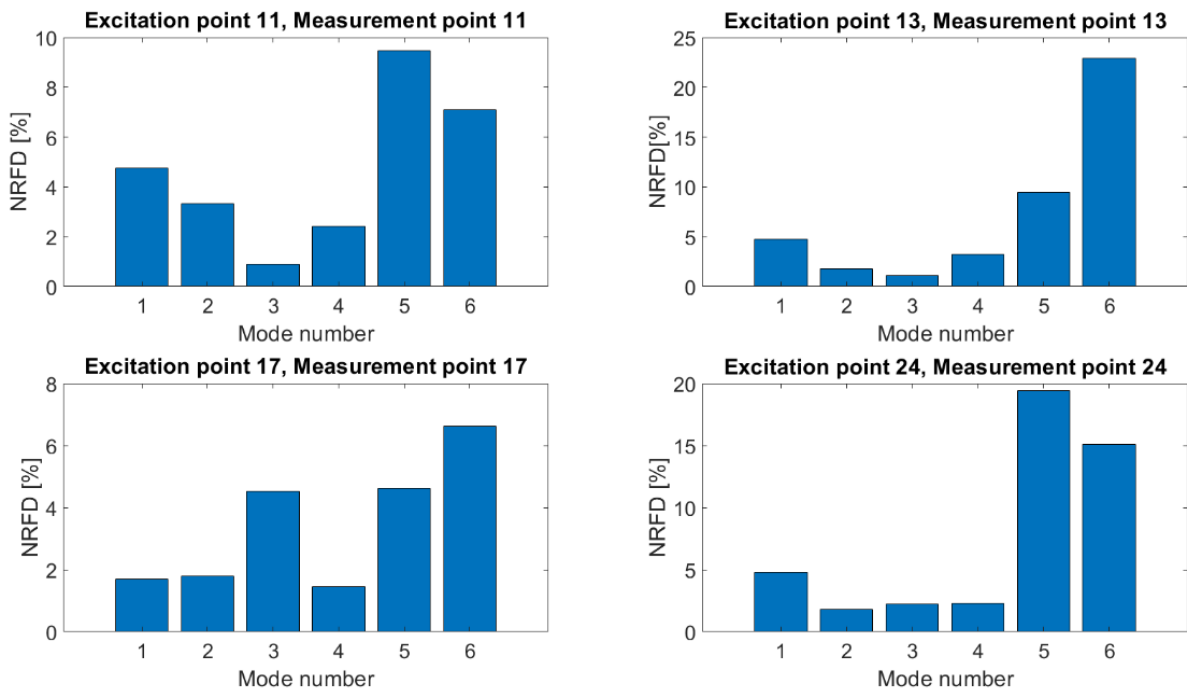 Excitation point 11, Measurement point 11
10
8
6
4
2
0
NRFD [%]
1 2 3 4 5 6
Mode number
Excitation point 13, Measurement point 13
25
20
15
10
5
0
NRFD[%]
1 2 3 4 5 6
Mode number
Excitation point 17, Measurement point 17
8
6
4
2
0
NRFD [%]
1 2 3 4 5 6
Mode number
Excitation point 24, Measurement point 24
20
15
10
5
0
NRFD [%]
1 2 3 4 5 6
Mode number